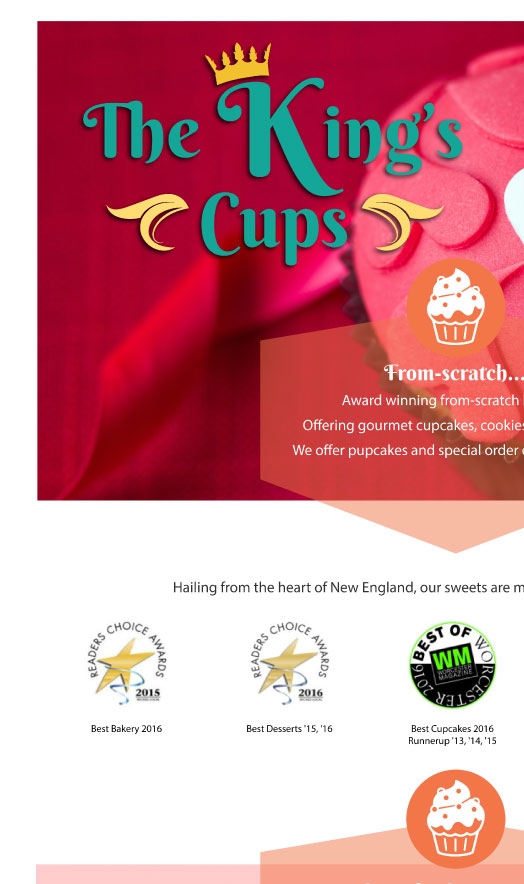 The King's
Cups
From-scratch...
Award winning from-scratch
Offering gourmet cupcakes, cookies
We offer pupcakes and special order
Hailing from the heart of New England, our sweets are m
READERS CHOICE AWARDS
2015
READERS CHOICE AWARDS
2016
BEST OF WORCESTER 2016
WM
WORCESTER
MAGAZINE
Best Bakery 2016
Best Desserts '15, '16
Best Cupcakes 2016
Runnerup '13, '14, '15